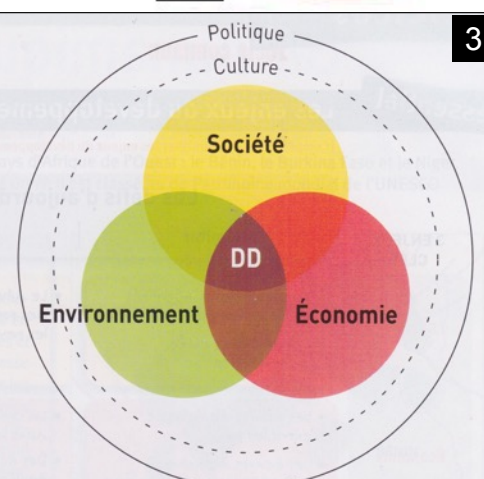 3
Politique
Culture
Société
DD
Environnement
Économie